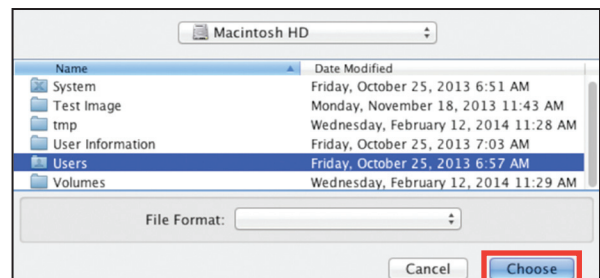 Macintosh HD
Name Date Modified
System Friday, October 25, 2013 6:51 AM
Test Image Monday, November 18, 2013 11:43 AM
tmp Wednesday, February 12, 2014 11:28 AM
User Information Friday, October 25, 2013 7:03 AM
Users Friday, October 25, 2013 6:57 AM
Volumes Wednesday, February 12, 2014 11:29 AM
File Format:
Cancel Choose